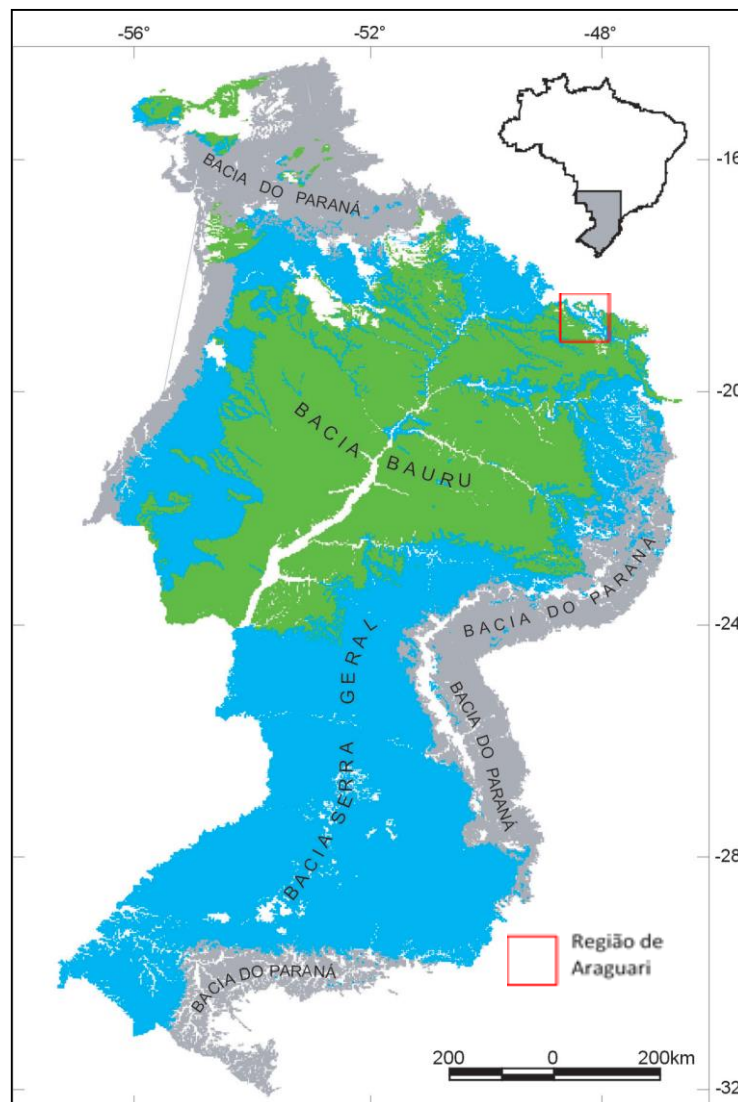 -56°
-52°
-48°
-16
BACIA DO PARANÁ
-20
BACIA BAURU
BACIA DO PARANÁ
-24
BACIA SERRA GERAL
BACIA DO PARANÁ
-28
Região de
Araguari
BACIA DO PARANÁ
200 0 200km
-32